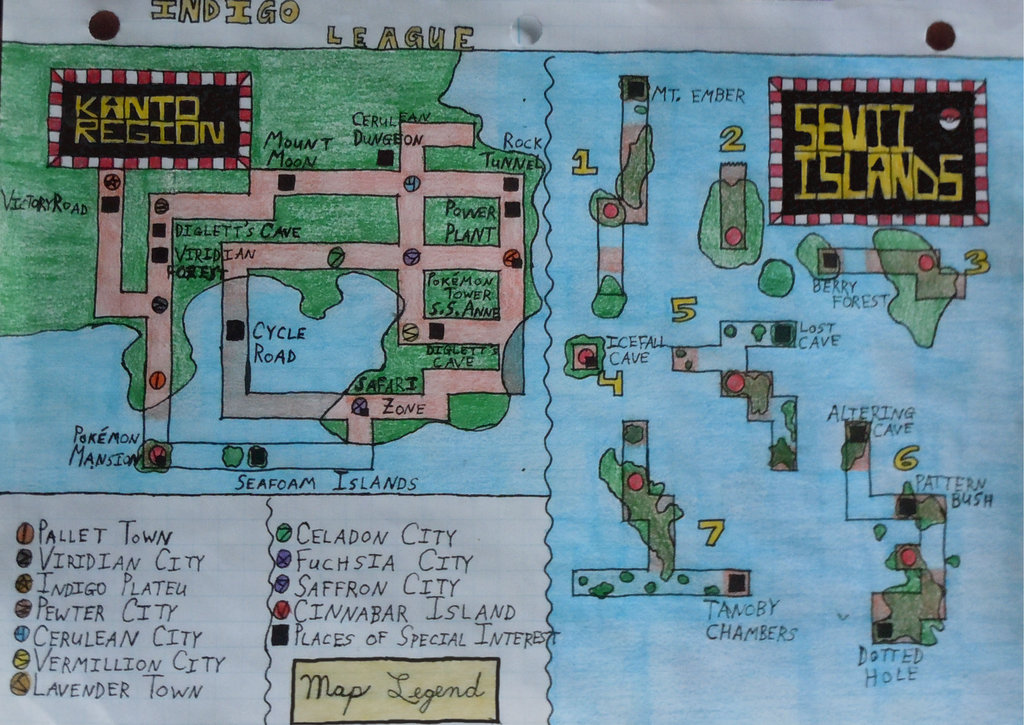 INDIGO
LEAGUE
KANTO
REGION
CERULEAN
DUNGEON
MOUNT
MOON
ROCK
TUNNEL
VICTORY ROAD
4
DIGLETT'S CAVE
VIRIDIAN
FOREST
POWER
PLANT
POKÉMON
TOWER
S.S. ANNE
CYCLE
ROAD
DIGLETT'S
CAVE
SAFARI
ZONE
POKÉMON
MANSION
SEAFOAM ISLANDS
SEVII
ISLANDS
MT. EMBER
1
2
3
BERRY
FOREST
5
LOST
CAVE
ICEFALL
CAVE
4
ALTERING
CAVE
6
PATTERN
BUSH
7
TANOBY
CHAMBERS
DOTTED
HOLE
PALLET TOWN
VIRIDIAN CITY
INDIGO PLATEU
PEWTER CITY
CERULEAN CITY
VERMILLION CITY
LAVENDER TOWN
CELADON CITY
FUCHSIA CITY
SAFFRON CITY
CINNABAR ISLAND
PLACES OF SPECIAL INTEREST
Map Legend